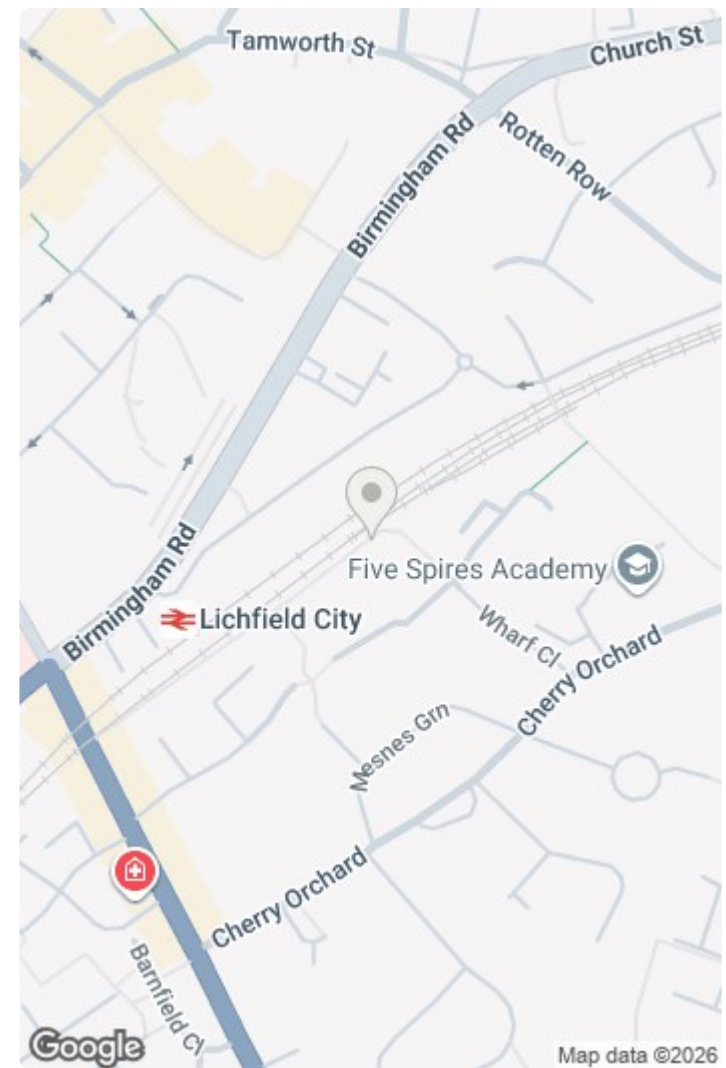 Tamworth St
Church St
Rotten Row
Birmingham Rd
Five Spires Academy
Birmingham Rd
Lichfield City
Wharf Cl
Cherry Orchard
Mesnes Grn
Cherry Orchard
Barnfield Cl
Google
Map data ©2026